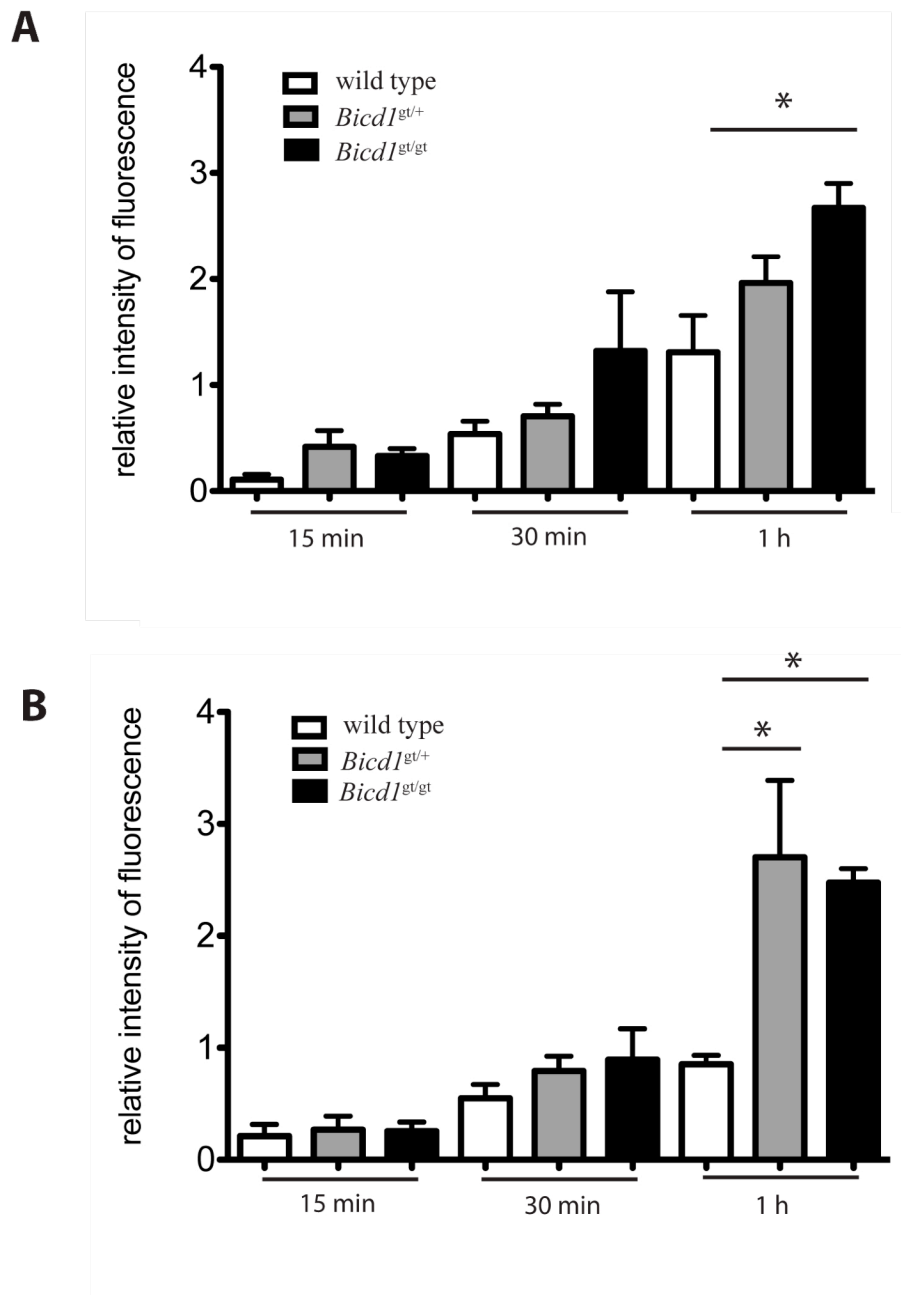 A
relative intensity of fluorescence
4
3
2
1
0
wild type
Bicd1gt/+
Bicd1gt/gt
*
15 min
30 min
1 h
B
relative intensity of fluorescence
4
3
2
1
0
wild type
Bicd1gt/+
Bicd1gt/gt
*
*
15 min
30 min
1 h